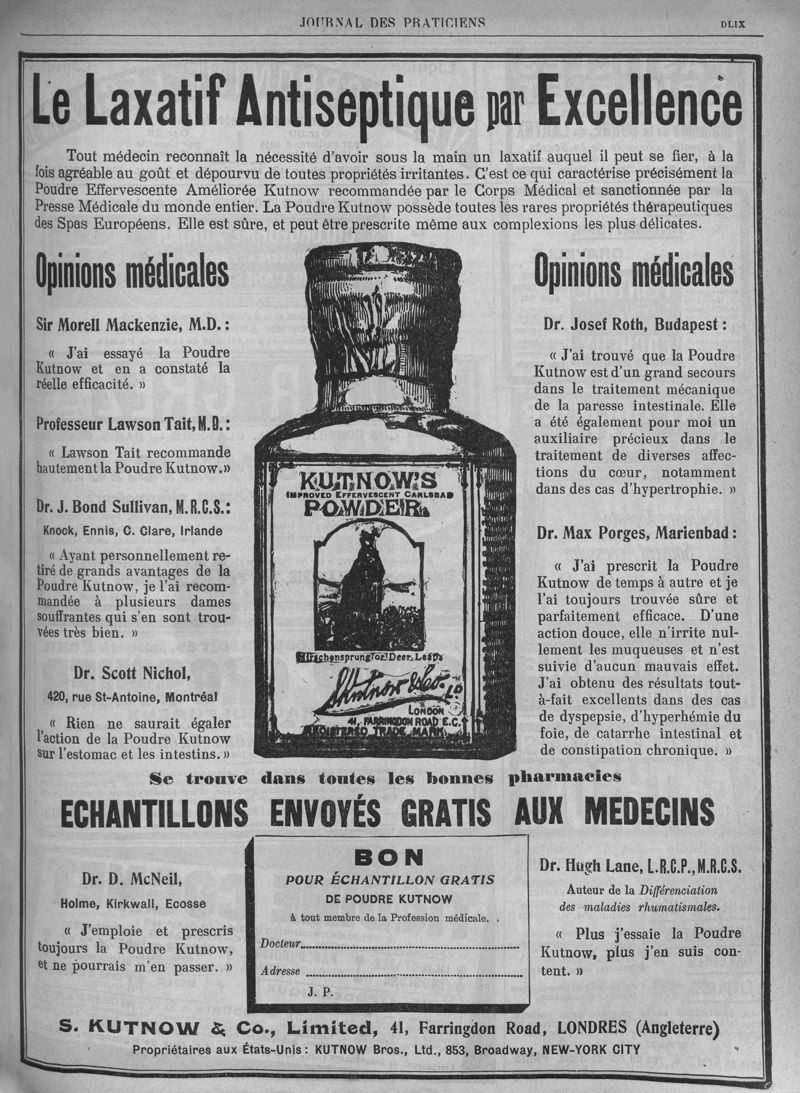 JOURNAL DES PRATICIENS
DLIX
Le Laxatif Antiseptique par Excellence
Tout médecin reconnaît la nécessité d'avoir sous la main un laxatif auquel il peut se fier, à la
fois agréable au goût et dépourvu de toutes propriétés irritantes. C'est ce qui caractérise précisément la
Poudre Effervescente Améliorée Kutnow recommandée par le Corps Médical et sanctionnée par la
Presse Médicale du monde entier. La Poudre Kutnow possède toutes les rares propriétés thérapeutiques
des Spas Européens. Elle est sûre, et peut être prescrite même aux complexions les plus délicates.
Opinions médicales
Sir Morell Mackenzie, M.D. :
« J'ai essayé la Poudre
Kutnow et en a constaté la
réelle efficacité. »
Professeur Lawson Tait, M.D. :
« Lawson Tait recommande
hautement la Poudre Kutnow.»
Dr. J. Bond Sullivan, M.R.C.S. :
Knock, Ennis, C. Clare, Irlande
« Ayant personnellement re-
tiré de grands avantages de la
Poudre Kutnow, je l'ai recom-
mandée à plusieurs dames
souffrantes qui s'en sont trou-
vées très bien. »
Dr. Scott Nichol,
420, rue St-Antoine, Montréal
« Rien ne saurait égaler
l'action de la Poudre Kutnow
sur l'estomac et les intestins. »
KUTNOW'S
IMPROVED EFFERVESCENT CARLSBAD
POWDER
Hirschensprung (or) Deer Leap
S. Kutnow & Co. Ld
LONDON
41, FARRINGDON ROAD E.C.
REGISTERED TRADE MARK
Opinions médicales
Dr. Josef Roth, Budapest :
« J'ai trouvé que la Poudre
Kutnow est d'un grand secours
dans le traitement mécanique
de la paresse intestinale. Elle
a été également pour moi un
auxiliaire précieux dans le
traitement de diverses affec-
tions du cœur, notamment
dans des cas d'hypertrophie. »
Dr. Max Porges, Marienbad :
« J'ai prescrit la Poudre
Kutnow de temps à autre et je
l'ai toujours trouvée sûre et
parfaitement efficace. D'une
action douce, elle n'irrite nul-
lement les muqueuses et n'est
suivie d'aucun mauvais effet.
J'ai obtenu des résultats tout-
à-fait excellents dans des cas
de dyspepsie, d'hyperhémie du
foie, de catarrhe intestinal et
de constipation chronique. »
Se trouve dans toutes les bonnes pharmacies
ECHANTILLONS ENVOYÉS GRATIS AUX MEDECINS
Dr. D. McNeil,
Holme, Kirkwall, Ecosse
« J'emploie et prescris
toujours la Poudre Kutnow,
et ne pourrais m'en passer. »
BON
POUR ÉCHANTILLON GRATIS
DE POUDRE KUTNOW
à tout membre de la Profession médicale.
Docteur
Adresse
J. P.
Dr. Hugh Lane, L.R.C.P., M.R.C.S.
Auteur de la Différenciation
des maladies rhumatismales.
« Plus j'essaie la Poudre
Kutnow, plus j'en suis con-
tent. »
S. KUTNOW & Co., Limited, 41, Farringdon Road, LONDRES (Angleterre)
Propriétaires aux États-Unis : KUTNOW Bros., Ltd., 853, Broadway, NEW-YORK CITY